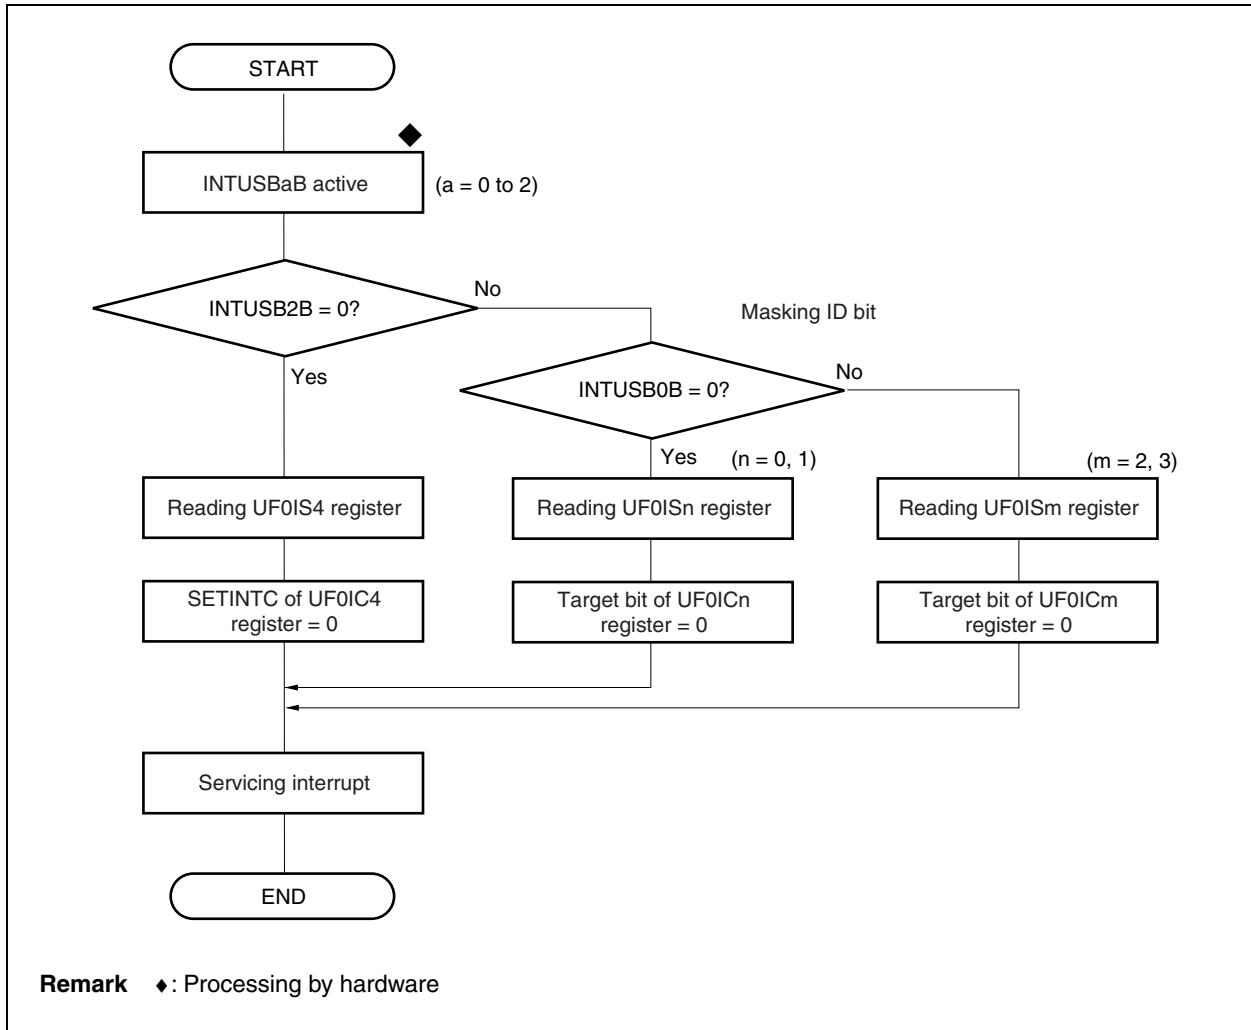 START
INTUSBaB active
(a = 0 to 2)
INTUSB2B = 0?
No
Yes
Masking ID bit
INTUSB0B = 0?
No
Yes
(n = 0, 1)
(m = 2, 3)
Reading UF0IS4 register
Reading UF0ISn register
Reading UF0ISm register
SETINTC of UF0IC4
register = 0
Target bit of UF0ICn
register = 0
Target bit of UF0ICm
register = 0
Servicing interrupt
END
Remark ♦: Processing by hardware